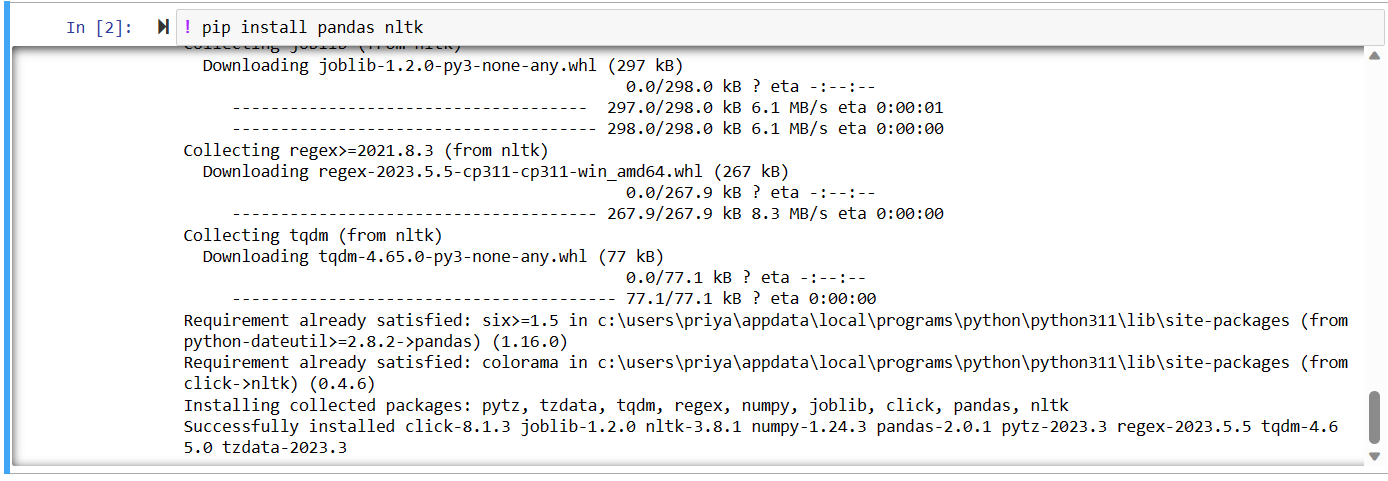 In [2]: ! pip install pandas nltk
Collecting joblib (from nltk)
Downloading joblib-1.2.0-py3-none-any.whl (297 kB)
0.0/298.0 kB ? eta -:--:--
------------------------------------- 297.0/298.0 kB 6.1 MB/s eta 0:00:01
-------------------------------------- 298.0/298.0 kB 6.1 MB/s eta 0:00:00
Collecting regex>=2021.8.3 (from nltk)
Downloading regex-2023.5.5-cp311-cp311-win_amd64.whl (267 kB)
0.0/267.9 kB ? eta -:--:--
-------------------------------------- 267.9/267.9 kB 8.3 MB/s eta 0:00:00
Collecting tqdm (from nltk)
Downloading tqdm-4.65.0-py3-none-any.whl (77 kB)
0.0/77.1 kB ? eta -:--:--
---------------------------------------- 77.1/77.1 kB ? eta 0:00:00
Requirement already satisfied: six>=1.5 in c:\users\priya\appdata\local\programs\python\python311\lib\site-packages (from
python-dateutil>=2.8.2->pandas) (1.16.0)
Requirement already satisfied: colorama in c:\users\priya\appdata\local\programs\python\python311\lib\site-packages (from
click->nltk) (0.4.6)
Installing collected packages: pytz, tzdata, tqdm, regex, numpy, joblib, click, pandas, nltk
Successfully installed click-8.1.3 joblib-1.2.0 nltk-3.8.1 numpy-1.24.3 pandas-2.0.1 pytz-2023.3 regex-2023.5.5 tqdm-4.6
5.0 tzdata-2023.3